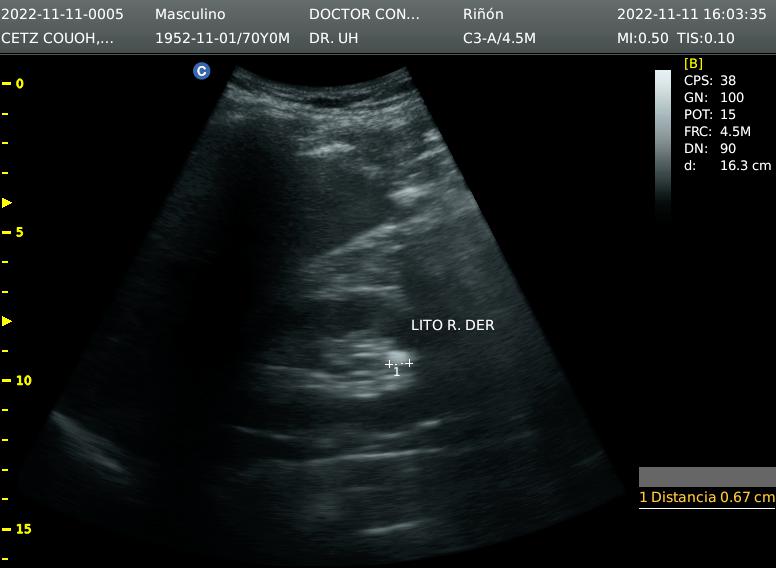 2022-11-11-0005 Masculino DOCTOR CON... Riñón 2022-11-11 16:03:35
CETZ COUOH,... 1952-11-01/70Y0M DR. UH C3-A/4.5M MI:0.50 TIS:0.10
C
[B]
CPS: 38
GN: 100
POT: 15
FRC: 4.5M
DN: 90
d: 16.3 cm
0
5
10
15
LITO R. DER
1
1 Distancia 0.67 cm